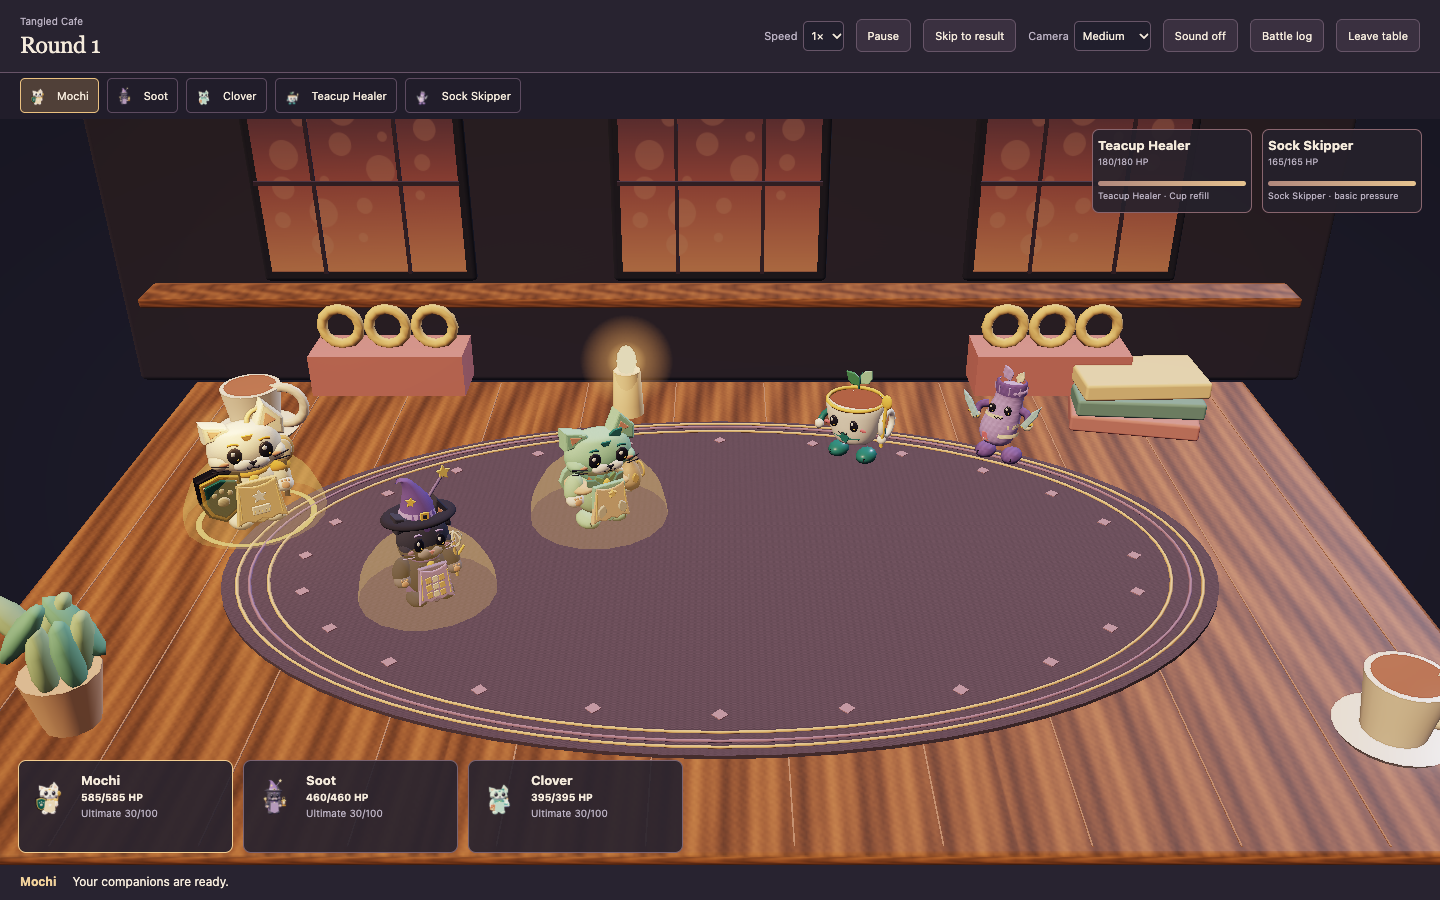 Tangled Cafe
Round 1
Speed 1× Pause Skip to result Camera Medium Sound off Battle log Leave table
Mochi Soot Clover Teacup Healer Sock Skipper
Teacup Healer
180/180 HP
Teacup Healer · Cup refill
Sock Skipper
165/165 HP
Sock Skipper · basic pressure
Mochi
585/585 HP
Ultimate 30/100
Soot
460/460 HP
Ultimate 30/100
Clover
395/395 HP
Ultimate 30/100
Mochi Your companions are ready.